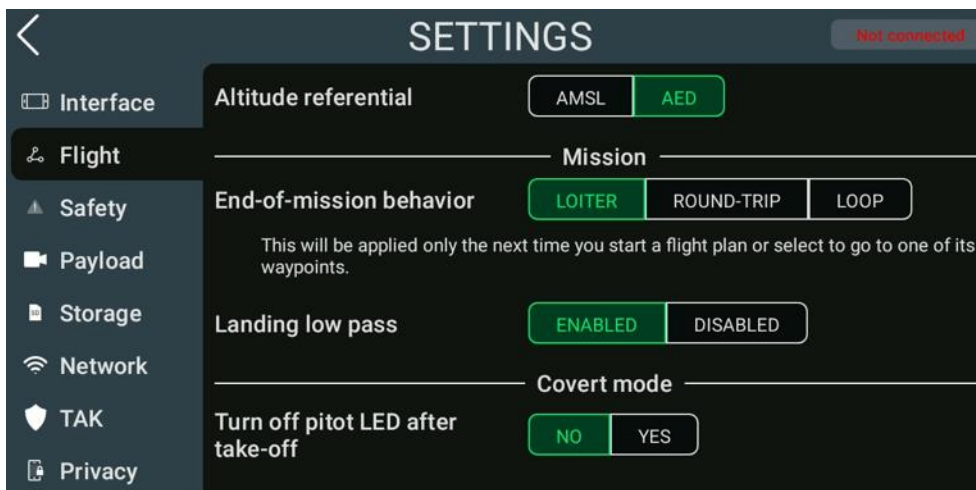 SETTINGS
Not connected
Interface
Flight
Safety
Payload
Storage
Network
TAK
Privacy
Altitude referential
AMSL
AED
Mission
End-of-mission behavior
LOITER
ROUND-TRIP
LOOP
This will be applied only the next time you start a flight plan or select to go to one of its
waypoints.
Landing low pass
ENABLED
DISABLED
Covert mode
Turn off pitot LED after
take-off
NO
YES